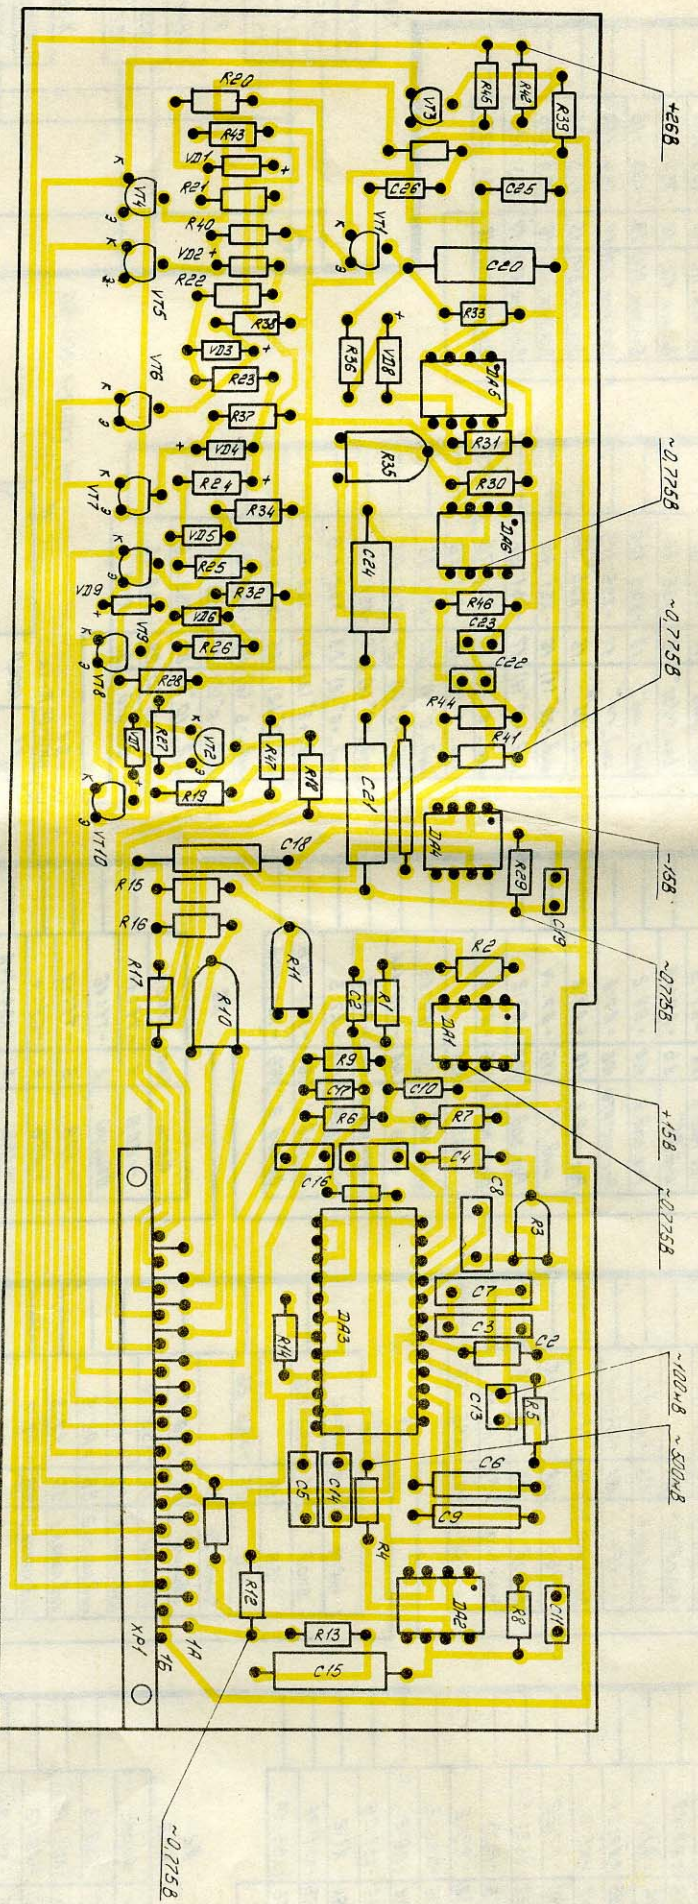 +26В
R20
R45
R42
R39
VT3
R43
VD1
+
R21
C26
C25
К
VT4
Э
R40
VT1
К
Э
VD2 +
C20
К
VT5
Э
R22
R33
R38
R36
VD8
+
VD3
+
DA5
VT6
К
Э
R23
R37
R31
+
VD4
R35
К
VT7
Э
R24
+
R30
~0,775В
R34
DA6
VD5
C24
R25
Э
К
VD9
+
R32
R46
VD6
C23
К
VT9
VT8
Э
R26
C22
~0,775В
R28
R44
R41
К
VT2
Э
R27
VD7
+
R47
R18
C21
К
VT10
Э
R19
DA4
-15В
C18
R29
C19
R15
R16
R11
~0,775В
R17
R10
C2
R1
R2
DA1
R9
C17
C10
+15В
R6
R7
C16
C4
~0,775В
C8
R3
DA3
C7
R14
C3
C2
~100мВ
C13
R5
C6
~500мВ
C5
C14
R4
C9
R12
DA2
R8
C11
R13
C15
1А
1Б
XP1
~0,775В